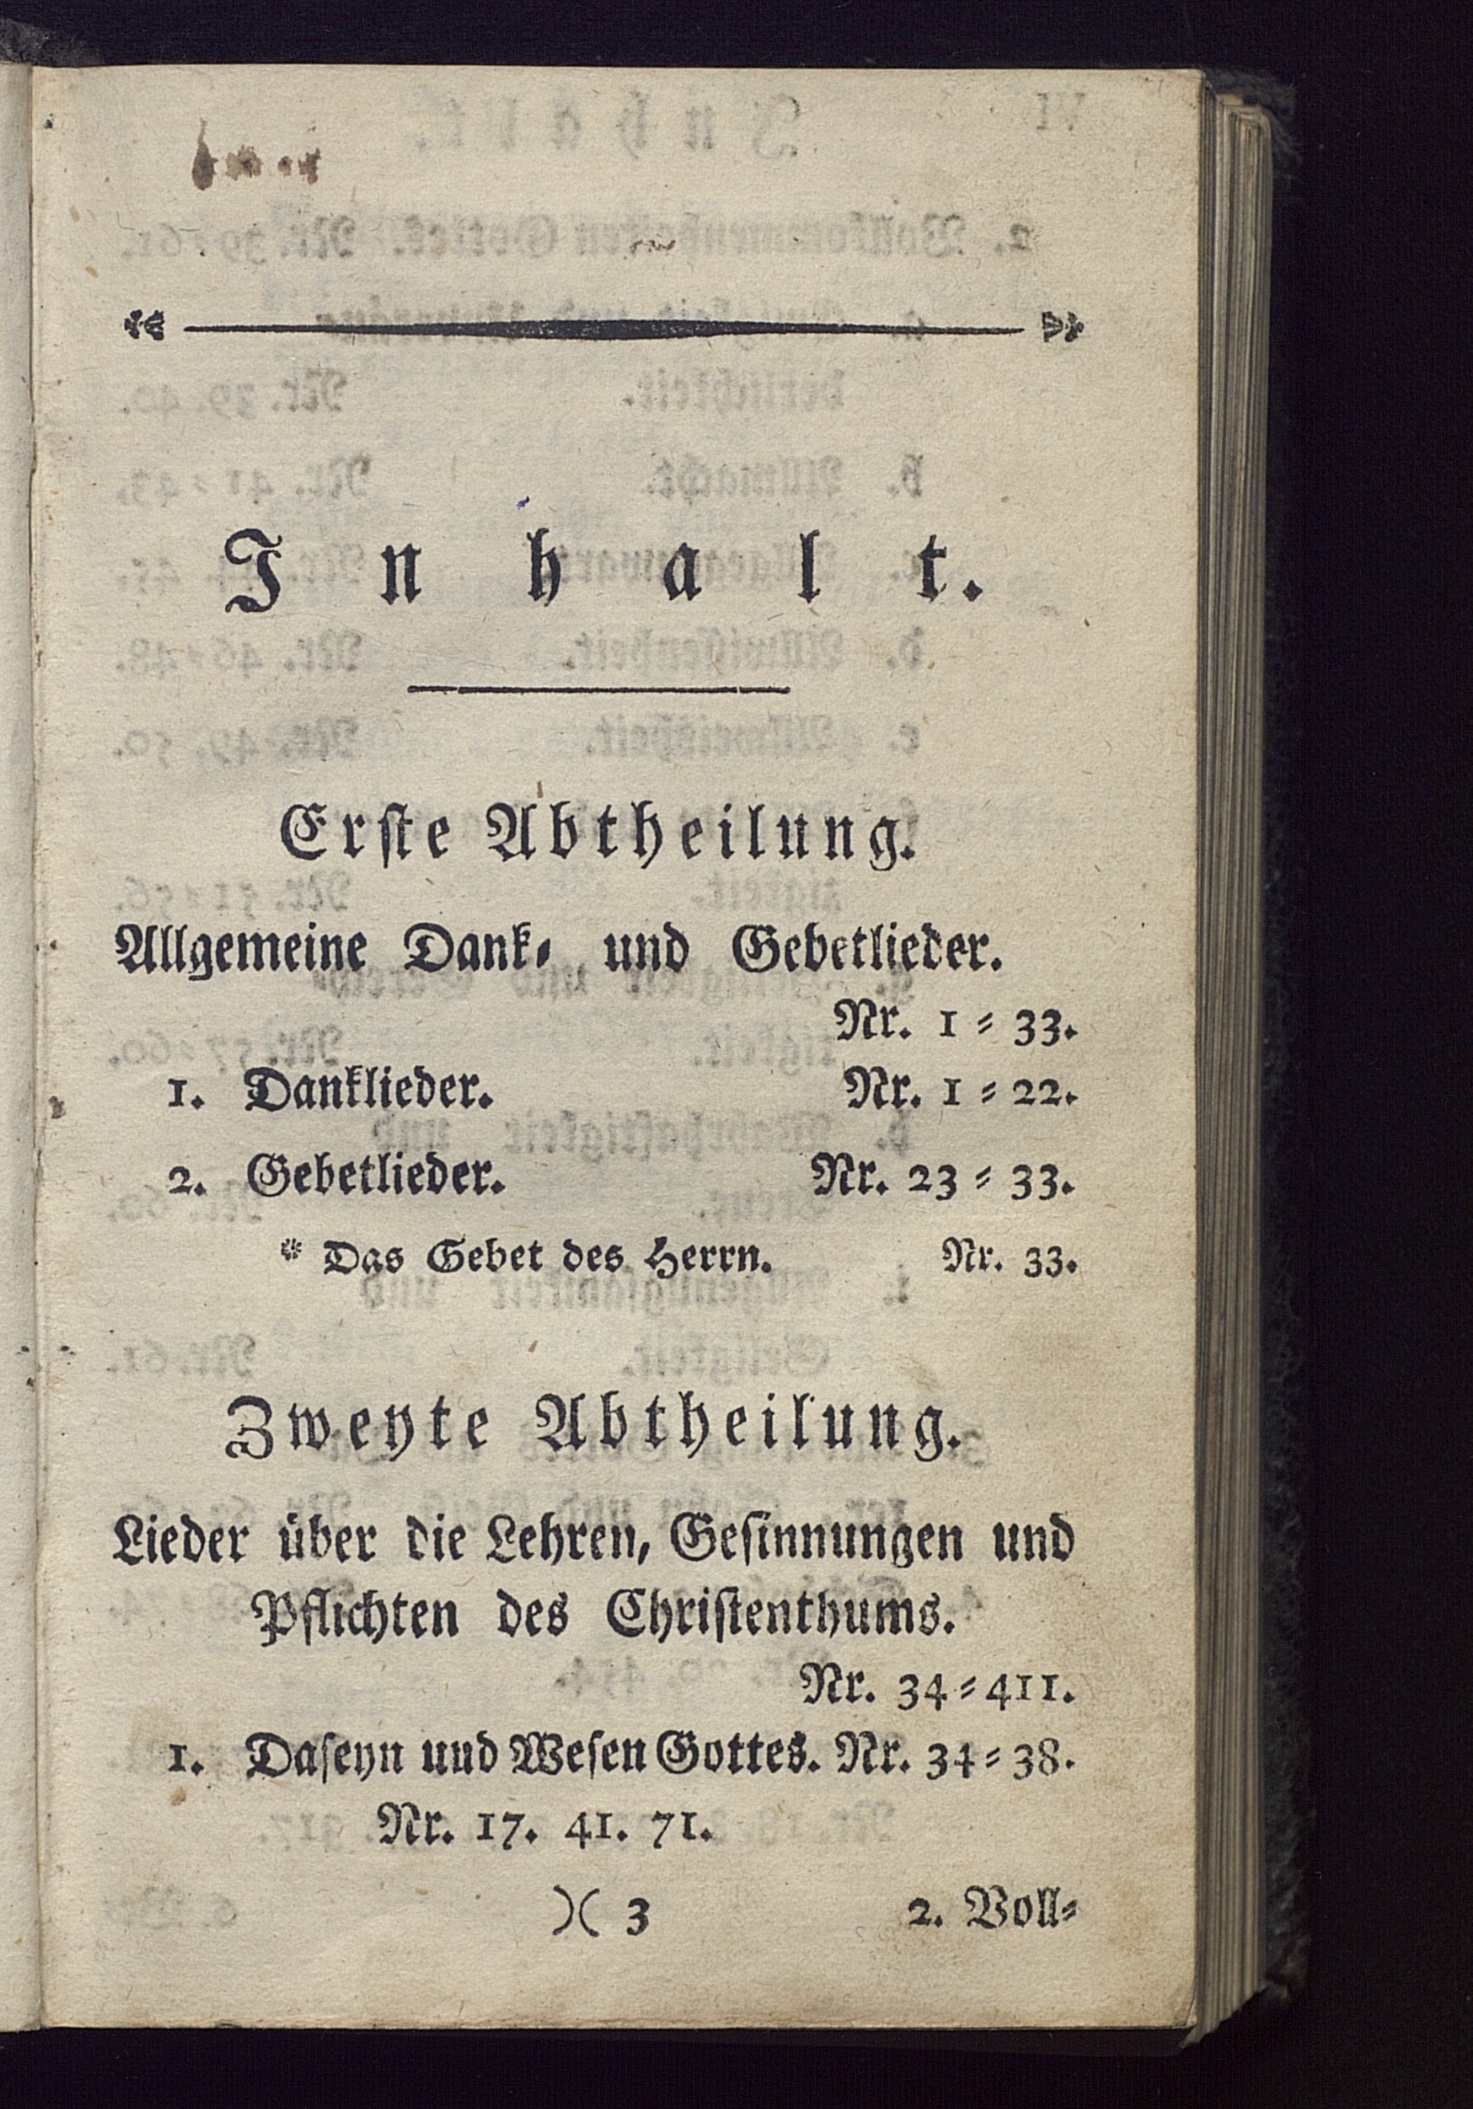 Inhalt.
Erſte Abtheilung.
Allgemeine Dank⸗ und Gebetlieder.
Nr. 1 ⸗ 33.
1. Danklieder. Nr. 1 ⸗ 22.
2. Gebetlieder. Nr. 23 ⸗ 33.
* Das Gebet des Herrn. Nr. 33.
Zweyte Abtheilung.
Lieder über die Lehren, Geſinnungen und
Pflichten des Chriſtenthums.
Nr. 34⸗411.
1. Daſeyn und Weſen Gottes. Nr. 34⸗38.
Nr. 17. 41. 71.
)( 3 2. Voll⸗